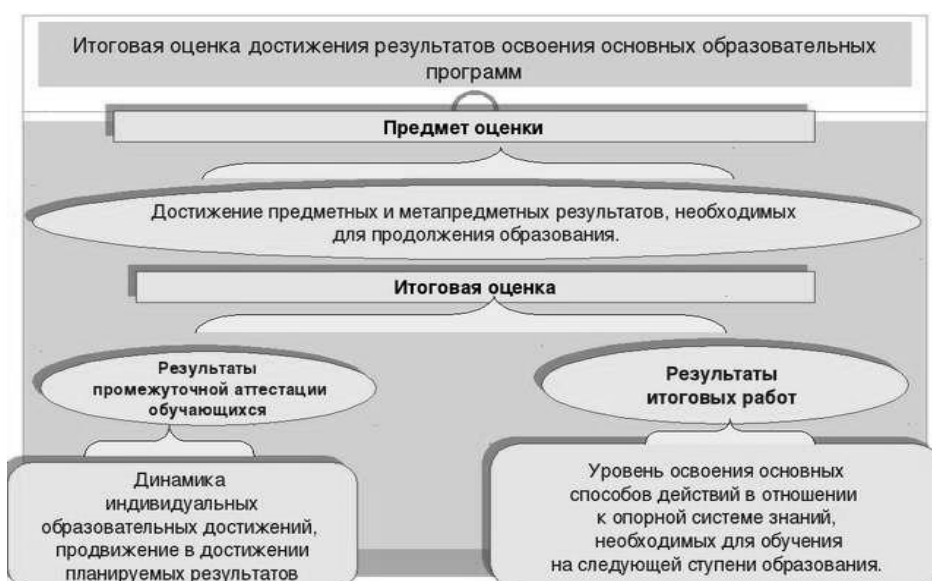 Итоговая оценка достижения результатов освоения основных образовательных
программ
Предмет оценки
Достижение предметных и метапредметных результатов, необходимых
для продолжения образования.
Итоговая оценка
Результаты
промежуточной аттестации
обучающихся
Результаты
итоговых работ
Динамика
индивидуальных
образовательных достижений,
продвижение в достижении
планируемых результатов
Уровень освоения основных
способов действий в отношении
к опорной системе знаний,
необходимых для обучения
на следующей ступени образования.